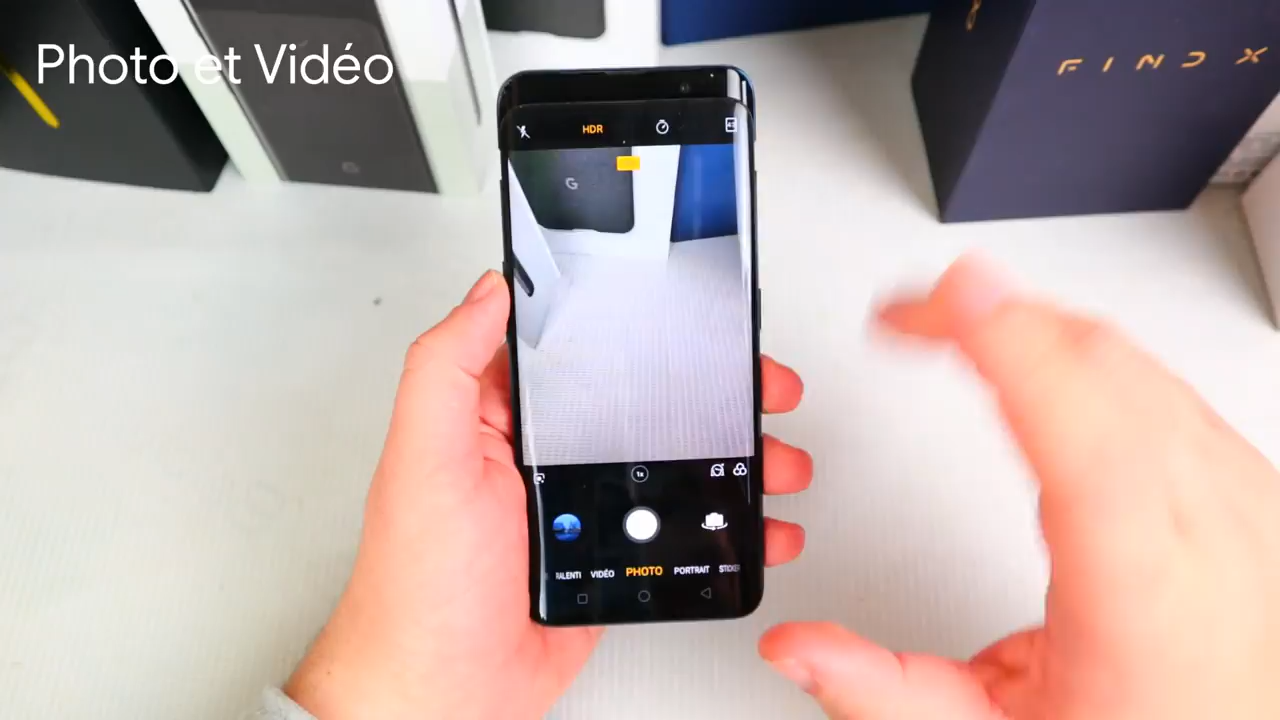 Photo et Vidéo
FIND X
HDR
G
1x
RALENTI VIDÉO PHOTO PORTRAIT STICKER